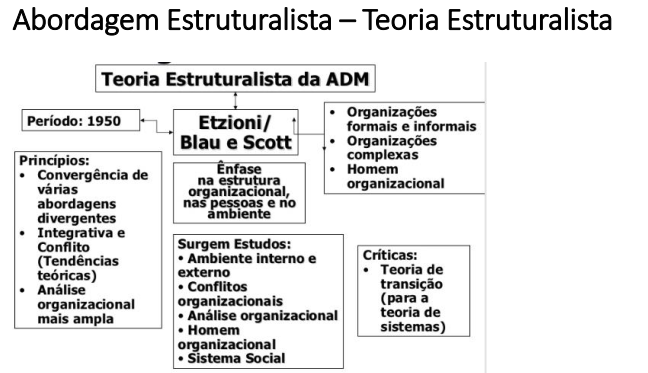 Abordagem Estruturalista – Teoria Estruturalista
Teoria Estruturalista da ADM
Período: 1950
Etzioni/
Blau e Scott
• Organizações
formais e informais
• Organizações
complexas
• Homem
organizacional
Princípios:
• Convergência de
várias
abordagens
divergentes
• Integrativa e
Conflito
(Tendências
teóricas)
• Análise
organizacional
mais ampla
Ênfase
na estrutura
organizacional,
nas pessoas e no
ambiente
Surgem Estudos:
• Ambiente interno e
externo
• Conflitos
organizacionais
• Análise organizacional
• Homem
organizacional
• Sistema Social
Críticas:
• Teoria de
transição
(para a
teoria de
sistemas)